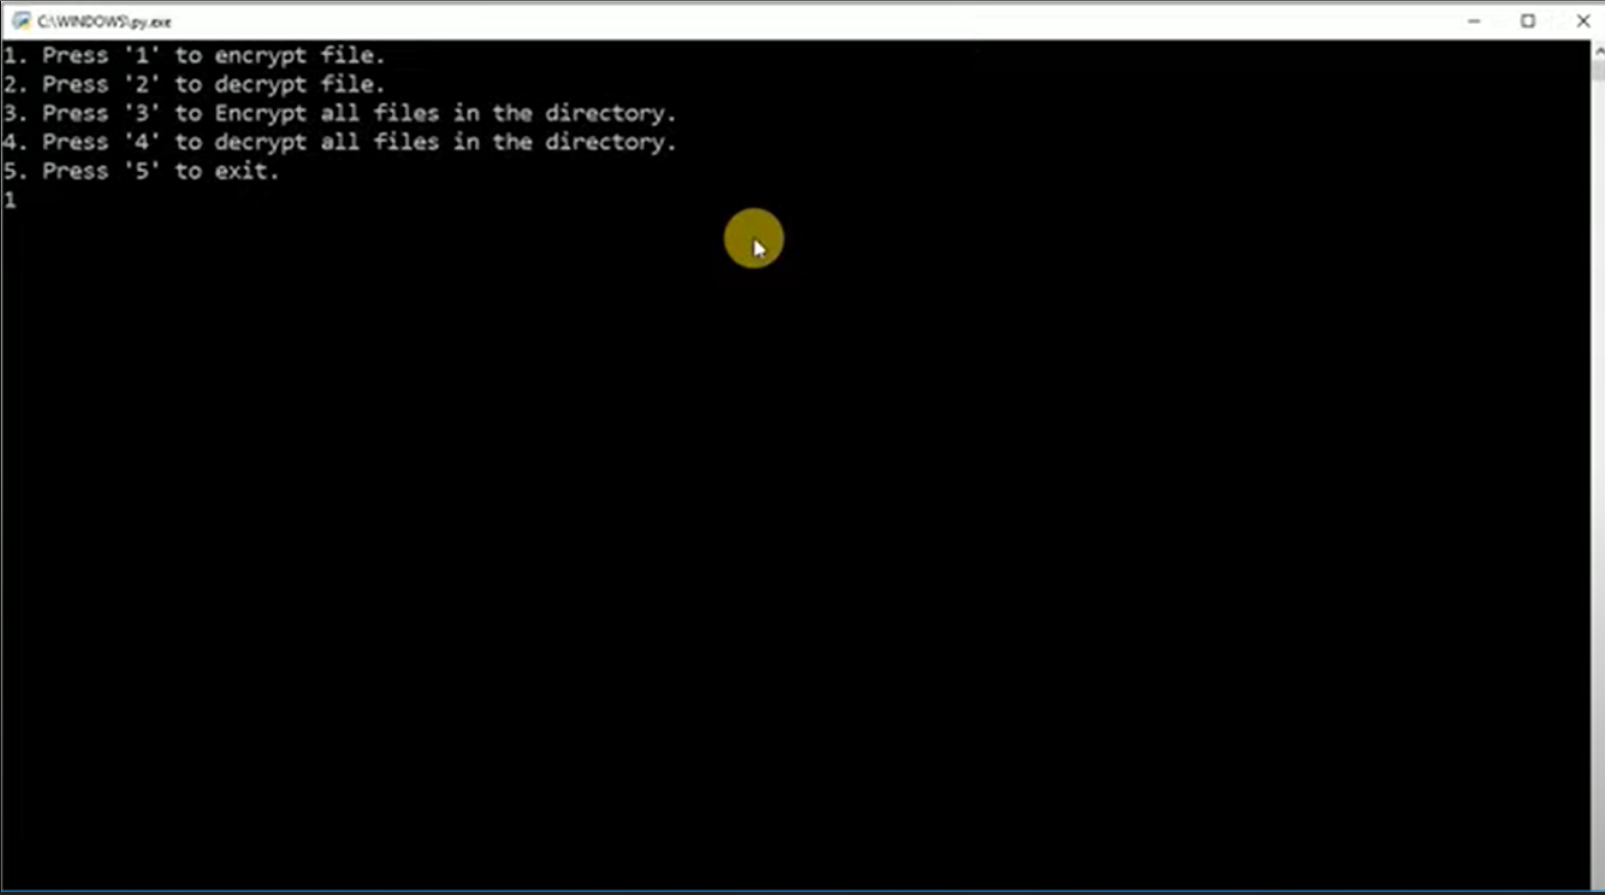 C:\WINDOWS\py.exe
1. Press '1' to encrypt file.
2. Press '2' to decrypt file.
3. Press '3' to Encrypt all files in the directory.
4. Press '4' to decrypt all files in the directory.
5. Press '5' to exit.
1